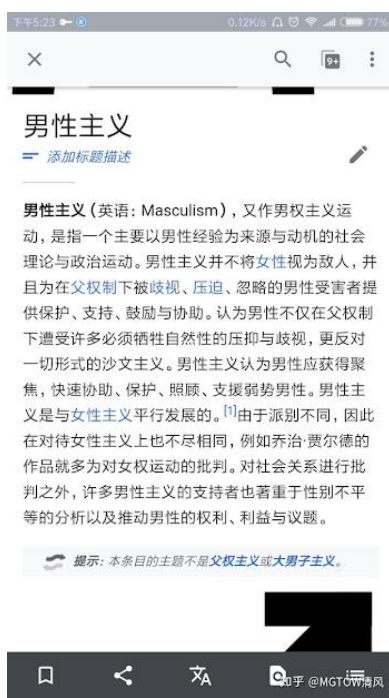 下午5:23
0.12K/s 77%
9+
男性主义
添加标题描述
男性主义（英语：Masculism），又作男权主义运
动，是指一个主要以男性经验为来源与动机的社会
理论与政治运动。男性主义并不将女性视为敌人，并
且为在父权制下被歧视、压迫、忽略的男性受害者提
供保护、支持、鼓励与协助。认为男性不仅在父权制
下遭受许多必须牺牲自然性的压抑与歧视，更反对
一切形式的沙文主义。男性主义认为男性应获得聚
焦，快速协助、保护、照顾、支援弱势男性。男性主
义是与女性主义平行发展的。[1]由于派别不同，因此
在对待女性主义上也不尽相同，例如乔治·贾尔德的
作品就多为对女权运动的批判。对社会关系进行批
判之外，许多男性主义的支持者也著重于性别不平
等的分析以及推动男性的权利、利益与议题。
提示：本条目的主题不是父权主义或大男子主义。
知乎 @MGTOW清风